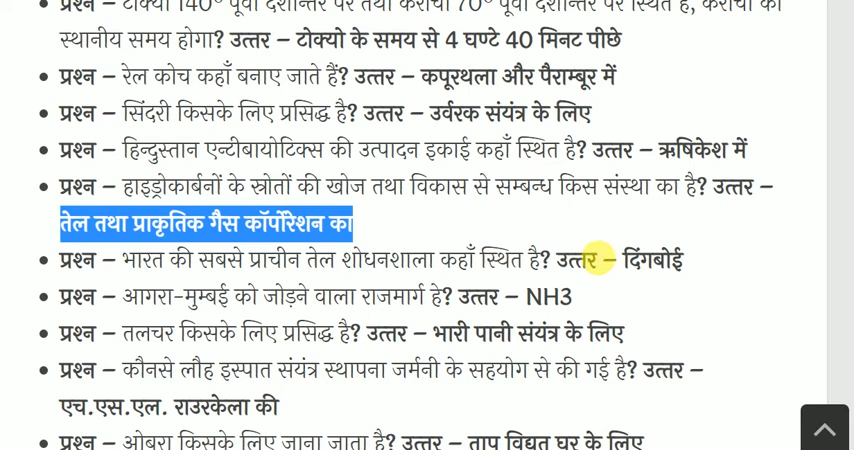 प्रश्न – टोक्यो 140° पूर्वी देशान्तर पर तथा कराची 70° पूर्वी देशान्तर पर स्थित है, कराची का
स्थानीय समय होगा? उत्तर – टोक्यो के समय से 4 घण्टे 40 मिनट पीछे
प्रश्न – रेल कोच कहाँ बनाए जाते हैं? उत्तर – कपूरथला और पैराम्बूर में
प्रश्न – सिंदरी किसके लिए प्रसिद्ध है? उत्तर – उर्वरक संयंत्र के लिए
प्रश्न – हिन्दुस्तान एन्टीबायोटिक्स की उत्पादन इकाई कहाँ स्थित है? उत्तर – ऋषिकेश में
प्रश्न – हाइड्रोकार्बनों के स्रोतों की खोज तथा विकास से सम्बन्ध किस संस्था का है? उत्तर –
तेल तथा प्राकृतिक गैस कॉर्पोरेशन का
प्रश्न – भारत की सबसे प्राचीन तेल शोधनशाला कहाँ स्थित है? उत्तर – दिंगबोई
प्रश्न – आगरा-मुम्बई को जोड़ने वाला राजमार्ग हे? उत्तर – NH3
प्रश्न – तलचर किसके लिए प्रसिद्ध है? उत्तर – भारी पानी संयंत्र के लिए
प्रश्न – कौनसे लौह इस्पात संयंत्र स्थापना जर्मनी के सहयोग से की गई है? उत्तर –
एच.एस.एल. राउरकेला की
प्रश्न – ओबरा किसके लिए जाना जाता है? उत्तर – ताप विद्युत घर के लिए